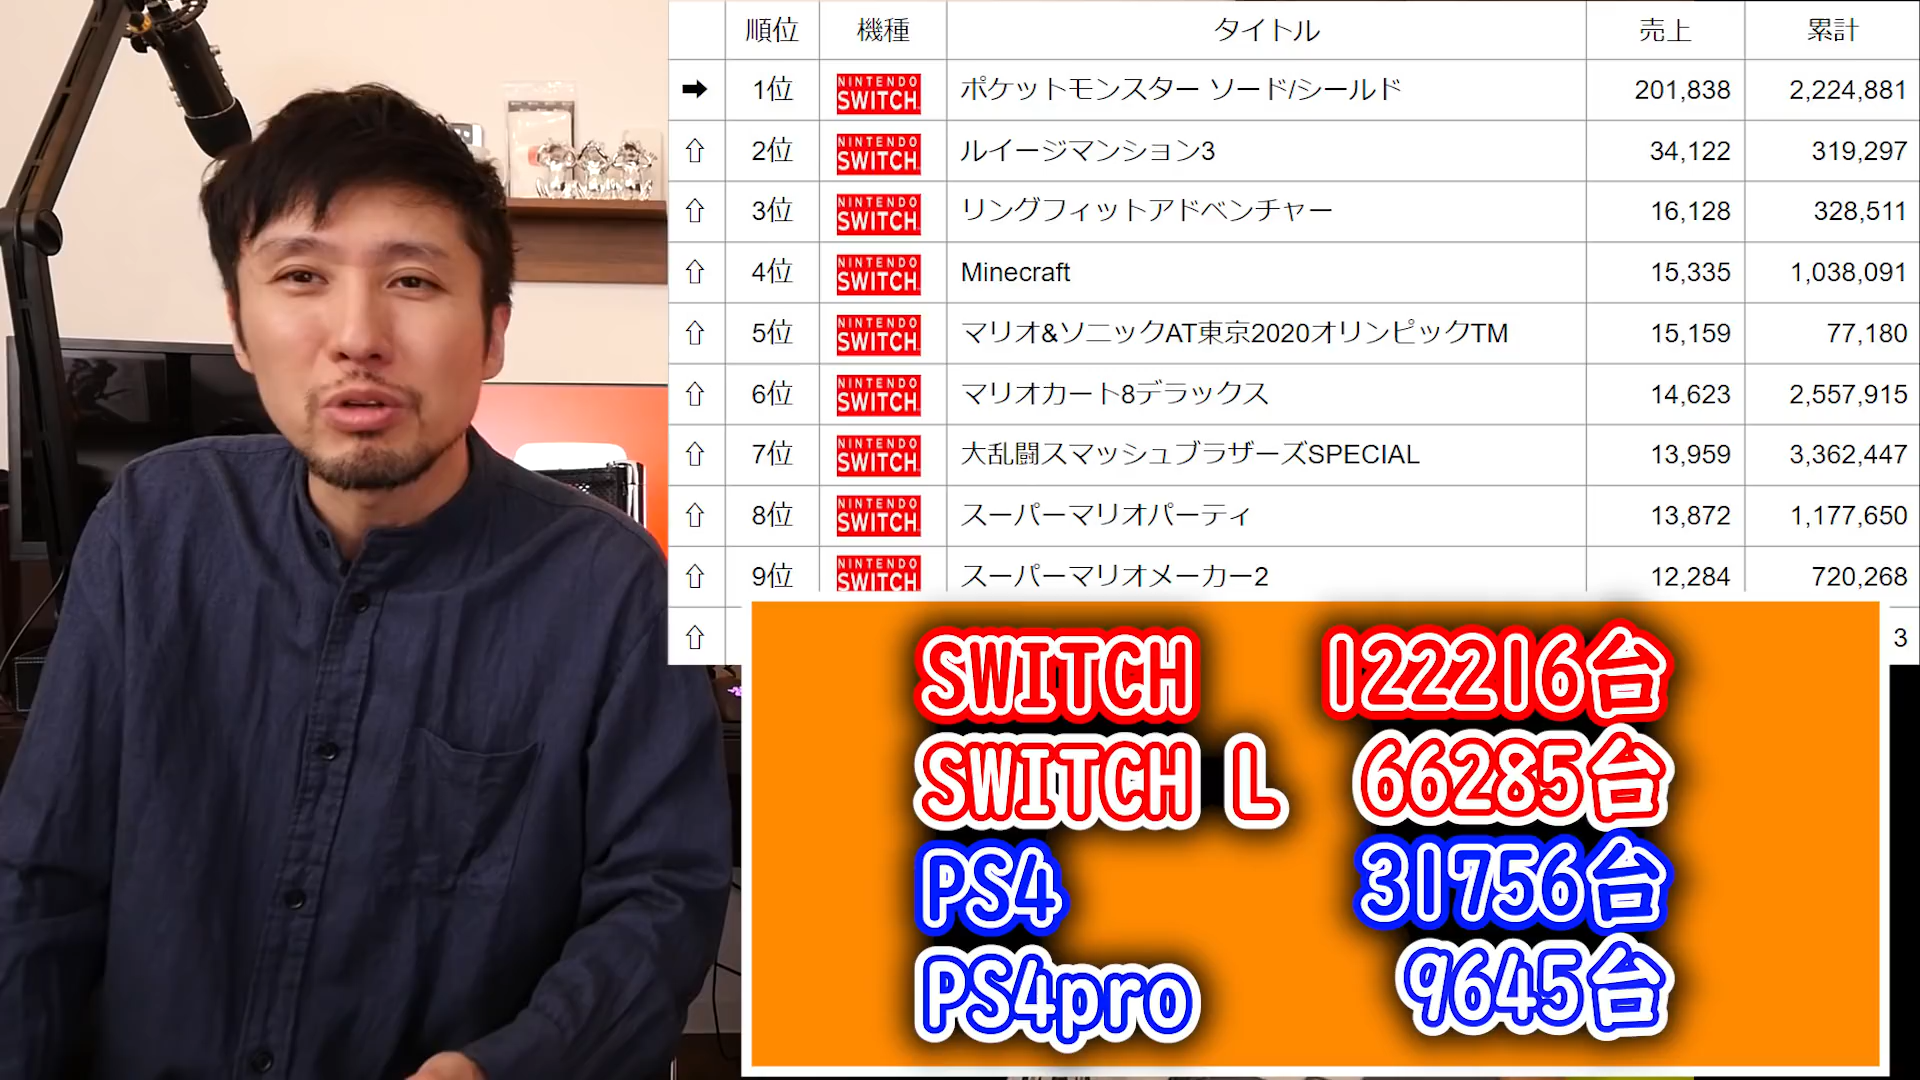 順位 機種 タイトル 売上 累計
➡ 1位 NINTENDO SWITCH ポケットモンスター ソード/シールド 201,838 2,224,881
⇧ 2位 NINTENDO SWITCH ルイージマンション3 34,122 319,297
⇧ 3位 NINTENDO SWITCH リングフィットアドベンチャー 16,128 328,511
⇧ 4位 NINTENDO SWITCH Minecraft 15,335 1,038,091
⇧ 5位 NINTENDO SWITCH マリオ&ソニックAT東京2020オリンピックTM 15,159 77,180
⇧ 6位 NINTENDO SWITCH マリオカート8デラックス 14,623 2,557,915
⇧ 7位 NINTENDO SWITCH 大乱闘スマッシュブラザーズSPECIAL 13,959 3,362,447
⇧ 8位 NINTENDO SWITCH スーパーマリオパーティ 13,872 1,177,650
⇧ 9位 NINTENDO SWITCH スーパーマリオメーカー2 12,284 720,268
⇧ 3
SWITCH 122216台
SWITCH L 66285台
PS4 31756台
PS4pro 9645台